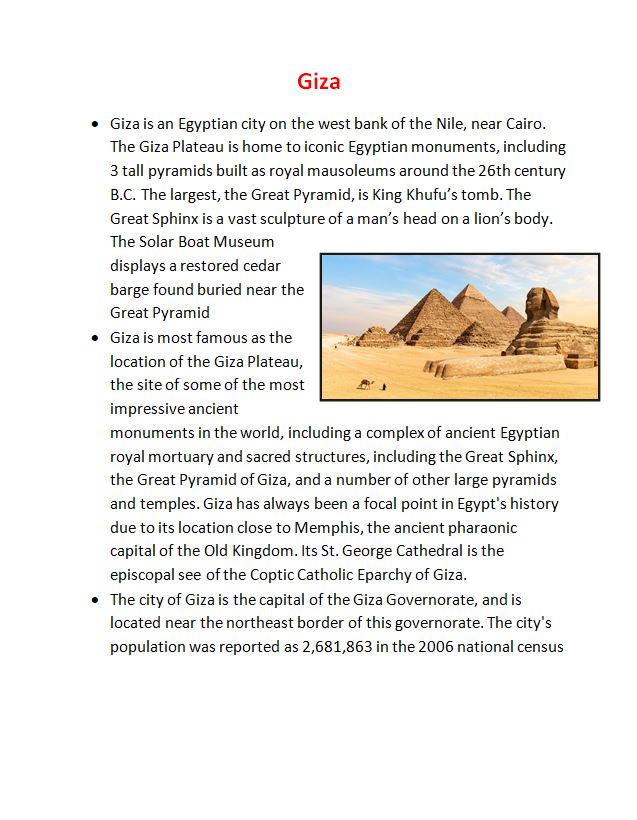 Giza
• Giza is an Egyptian city on the west bank of the Nile, near Cairo.
The Giza Plateau is home to iconic Egyptian monuments, including
3 tall pyramids built as royal mausoleums around the 26th century
B.C. The largest, the Great Pyramid, is King Khufu’s tomb. The
Great Sphinx is a vast sculpture of a man’s head on a lion’s body.
The Solar Boat Museum
displays a restored cedar
barge found buried near the
Great Pyramid
• Giza is most famous as the
location of the Giza Plateau,
the site of some of the most
impressive ancient
monuments in the world, including a complex of ancient Egyptian
royal mortuary and sacred structures, including the Great Sphinx,
the Great Pyramid of Giza, and a number of other large pyramids
and temples. Giza has always been a focal point in Egypt's history
due to its location close to Memphis, the ancient pharaonic
capital of the Old Kingdom. Its St. George Cathedral is the
episcopal see of the Coptic Catholic Eparchy of Giza.
• The city of Giza is the capital of the Giza Governorate, and is
located near the northeast border of this governorate. The city's
population was reported as 2,681,863 in the 2006 national census